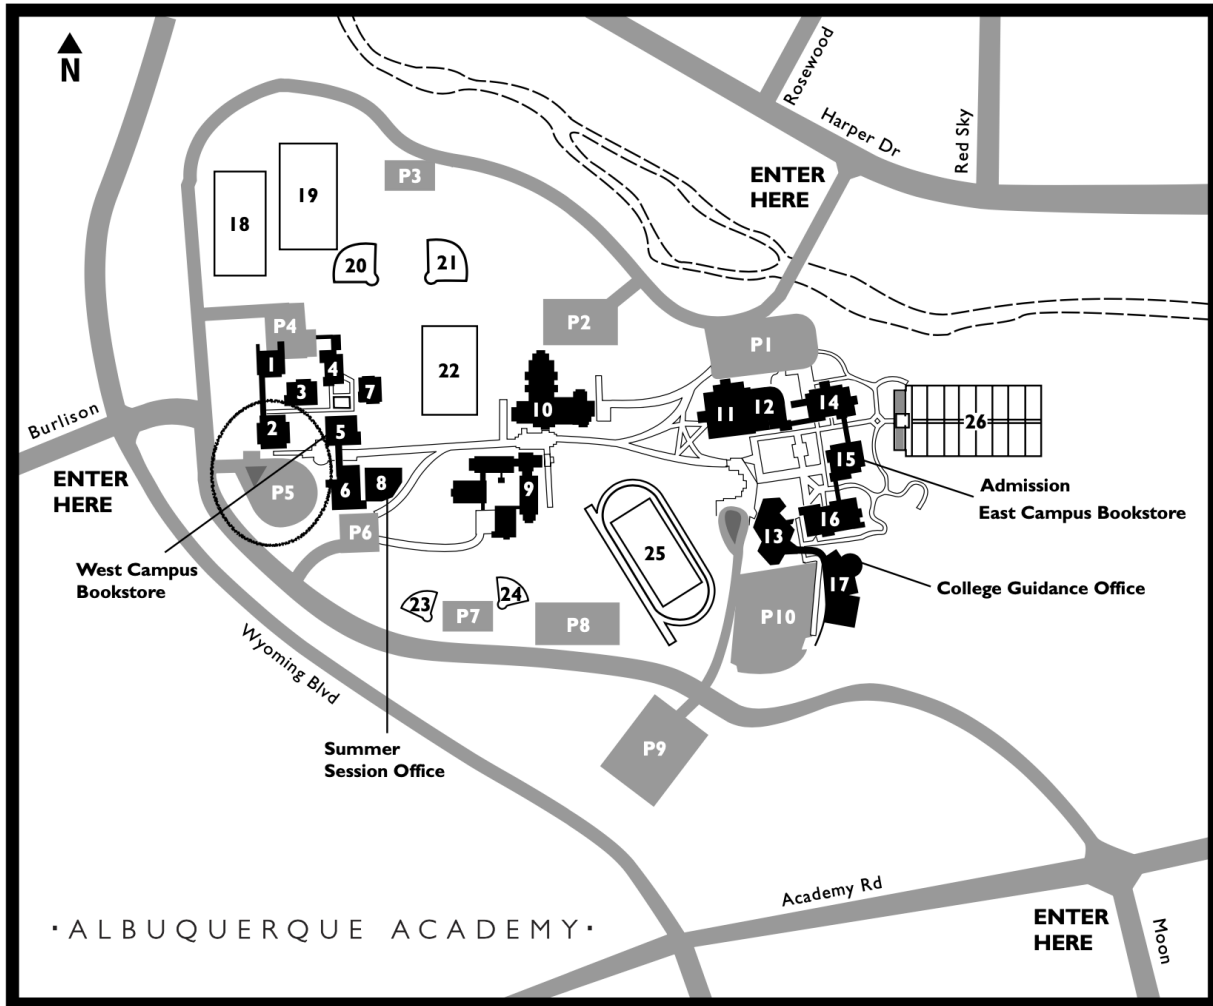 N
Rosewood
Harper Dr
Red Sky
ENTER
HERE
P3
19
18
20
21
P4
P2
P1
1
4
3
7
22
10
11
12
14
26
Burlison
2
5
15
ENTER
HERE
P5
6
8
9
Admission
East Campus Bookstore
16
13
P6
25
West Campus
Bookstore
17
College Guidance Office
23
24
P7
P8
P10
Wyoming Blvd
Summer
Session Office
P9
Academy Rd
ENTER
HERE
Moon
·ALBUQUERQUE ACADEMY·